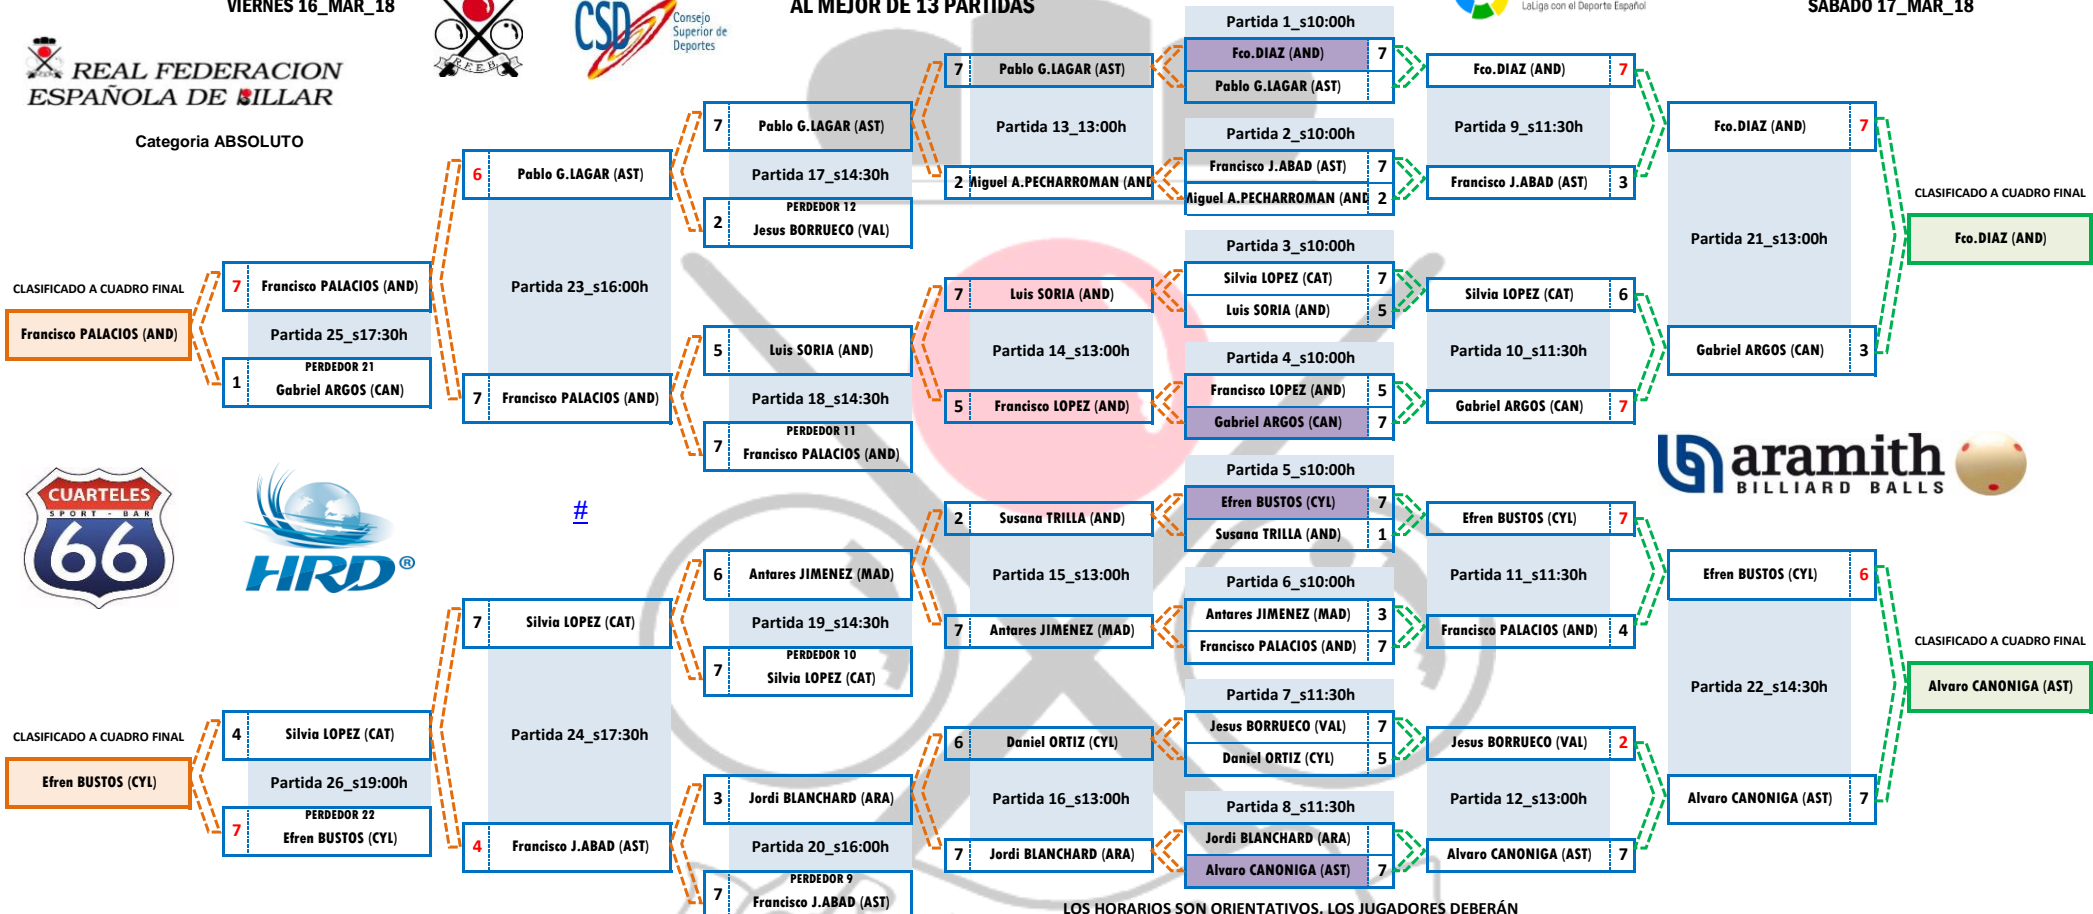 VIERNES 16_MAR_18
AL MEJOR DE 13 PARTIDAS
SABADO 17_MAR_18
R.F.E.B.
CSD
Consejo
Superior de
Deportes
LaLiga con el Deporte Español
REAL FEDERACION
ESPAÑOLA DE BILLAR
Categoria ABSOLUTO
CLASIFICADO A CUADRO FINAL
Francisco PALACIOS (AND)
7 Francisco PALACIOS (AND)
Partida 25_s17:30h
PERDEDOR 21
1 Gabriel ARGOS (CAN)
CUARTELES
SPORT - BAR
66
HRD®
#
CLASIFICADO A CUADRO FINAL
Efren BUSTOS (CYL)
4 Silvia LOPEZ (CAT)
Partida 26_s19:00h
PERDEDOR 22
7 Efren BUSTOS (CYL)
6 Pablo G.LAGAR (AST)
Partida 23_s16:00h
7 Francisco PALACIOS (AND)
7 Silvia LOPEZ (CAT)
Partida 24_s17:30h
4 Francisco J.ABAD (AST)
7 Pablo G.LAGAR (AST)
Partida 17_s14:30h
PERDEDOR 12
2 Jesus BORRUECO (VAL)
5 Luis SORIA (AND)
Partida 18_s14:30h
PERDEDOR 11
7 Francisco PALACIOS (AND)
6 Antares JIMENEZ (MAD)
Partida 19_s14:30h
PERDEDOR 10
7 Silvia LOPEZ (CAT)
3 Jordi BLANCHARD (ARA)
Partida 20_s16:00h
PERDEDOR 9
7 Francisco J.ABAD (AST)
7 Pablo G.LAGAR (AST)
Partida 13_13:00h
2 Miguel A.PECHARROMAN (AND
7 Luis SORIA (AND)
Partida 14_s13:00h
5 Francisco LOPEZ (AND)
2 Susana TRILLA (AND)
Partida 15_s13:00h
7 Antares JIMENEZ (MAD)
6 Daniel ORTIZ (CYL)
Partida 16_s13:00h
7 Jordi BLANCHARD (ARA)
Partida 1_s10:00h
Fco.DIAZ (AND) 7
Pablo G.LAGAR (AST)
Partida 2_s10:00h
Francisco J.ABAD (AST) 7
Miguel A.PECHARROMAN (AND 2
Partida 3_s10:00h
Silvia LOPEZ (CAT) 7
Luis SORIA (AND) 5
Partida 4_s10:00h
Francisco LOPEZ (AND) 5
Gabriel ARGOS (CAN) 7
Partida 5_s10:00h
Efren BUSTOS (CYL) 7
Susana TRILLA (AND) 1
Partida 6_s10:00h
Antares JIMENEZ (MAD) 3
Francisco PALACIOS (AND) 7
Partida 7_s11:30h
Jesus BORRUECO (VAL) 7
Daniel ORTIZ (CYL) 5
Partida 8_s11:30h
Jordi BLANCHARD (ARA)
Alvaro CANONIGA (AST) 7
Fco.DIAZ (AND) 7
Partida 9_s11:30h
Francisco J.ABAD (AST) 3
Silvia LOPEZ (CAT) 6
Partida 10_s11:30h
Gabriel ARGOS (CAN) 7
Efren BUSTOS (CYL) 7
Partida 11_s11:30h
Francisco PALACIOS (AND) 4
Jesus BORRUECO (VAL) 2
Partida 12_s13:00h
Alvaro CANONIGA (AST) 7
Fco.DIAZ (AND) 7
Partida 21_s13:00h
Gabriel ARGOS (CAN) 3
aramith
BILLIARD BALLS
Efren BUSTOS (CYL) 6
Partida 22_s14:30h
Alvaro CANONIGA (AST) 7
CLASIFICADO A CUADRO FINAL
Fco.DIAZ (AND)
CLASIFICADO A CUADRO FINAL
Alvaro CANONIGA (AST)
LOS HORARIOS SON ORIENTATIVOS. LOS JUGADORES DEBERÁN